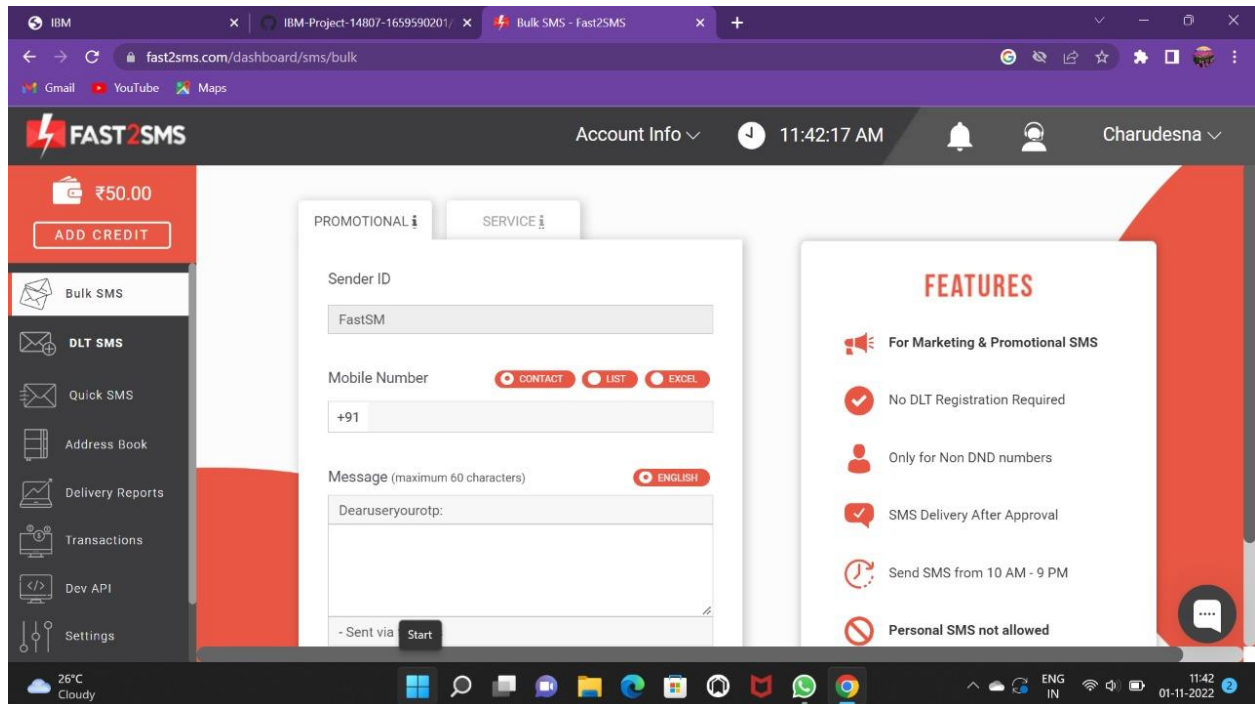 IBM
IBM-Project-14807-1659590201/
Bulk SMS - Fast2SMS
fast2sms.com/dashboard/sms/bulk
Gmail YouTube Maps
FAST2SMS
Account Info
11:42:17 AM
Charudesna
₹50.00
ADD CREDIT
Bulk SMS
DLT SMS
Quick SMS
Address Book
Delivery Reports
Transactions
Dev API
Settings
PROMOTIONAL i
SERVICE i
Sender ID
FastSM
Mobile Number
CONTACT
LIST
EXCEL
+91
Message (maximum 60 characters)
ENGLISH
Dearuseryourotp:
- Sent via
Start
FEATURES
For Marketing & Promotional SMS
No DLT Registration Required
Only for Non DND numbers
SMS Delivery After Approval
Send SMS from 10 AM - 9 PM
Personal SMS not allowed
26°C
Cloudy
ENG
IN
11:42
01-11-2022
2